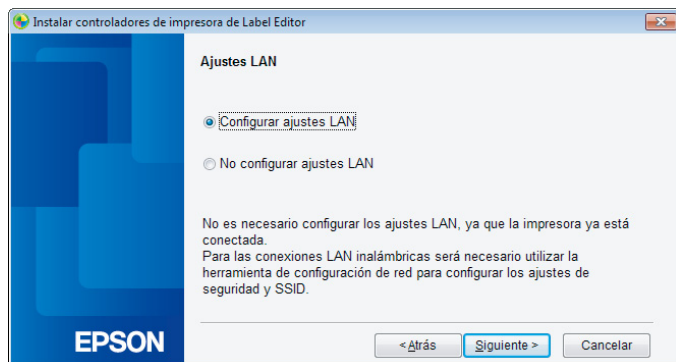 Instalar controladores de impresora de Label Editor
Ajustes LAN
Configurar ajustes LAN
No configurar ajustes LAN
No es necesario configurar los ajustes LAN, ya que la impresora ya está
conectada.
Para las conexiones LAN inalámbricas será necesario utilizar la
herramienta de configuración de red para configurar los ajustes de
seguridad y SSID.
EPSON
< Atrás
Siguiente >
Cancelar